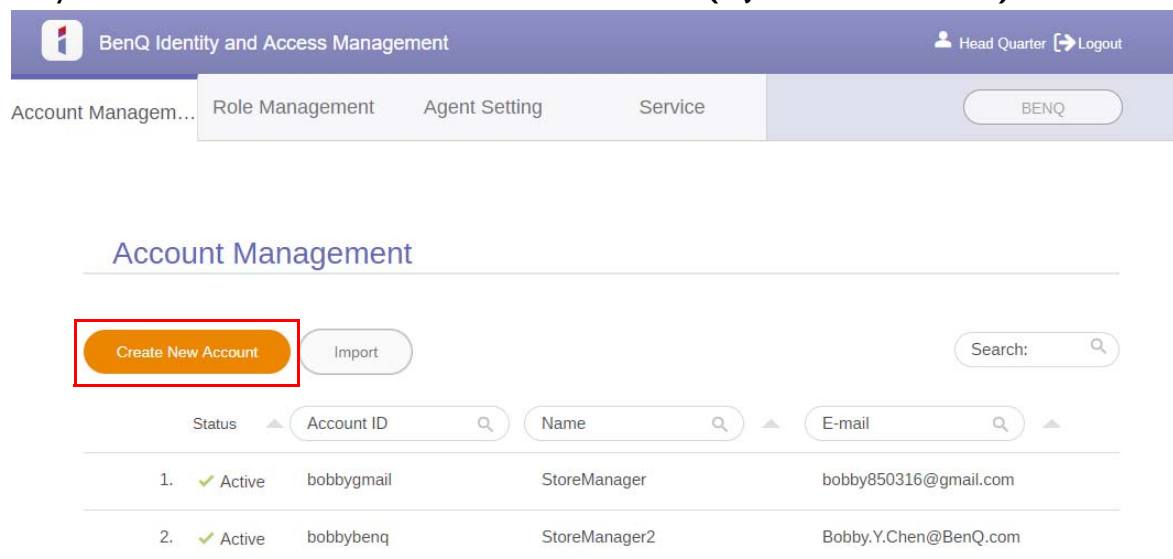 BenQ Identity and Access Management Head Quarter Logout
Account Managem... Role Management Agent Setting Service BENQ
Account Management
Create New Account Import Search:
Status Account ID Name E-mail
1. Active bobbygmail StoreManager bobby850316@gmail.com
2. Active bobbybenq StoreManager2 Bobby.Y.Chen@BenQ.com